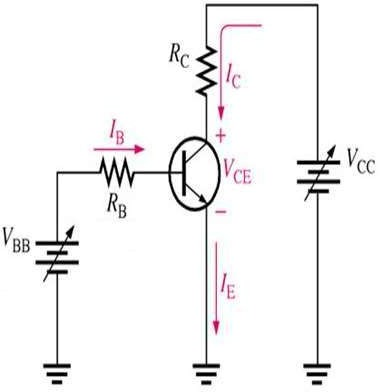 R_C
I_C
I_B
+
V_CE
V_CC
R_B
−
V_BB
I_E